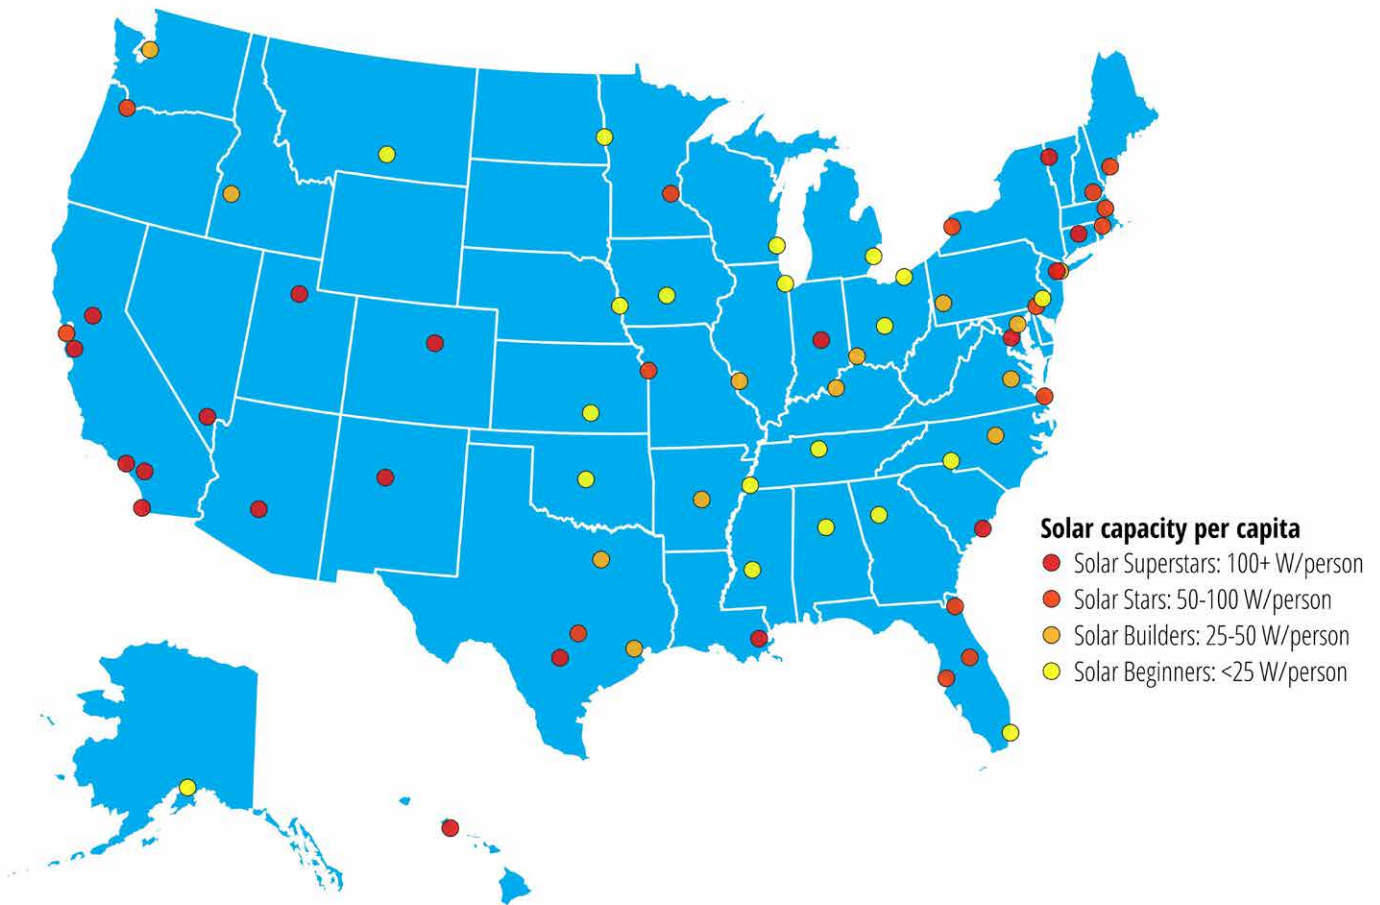 Solar capacity per capita
Solar Superstars: 100+ W/person
Solar Stars: 50-100 W/person
Solar Builders: 25-50 W/person
Solar Beginners: <25 W/person